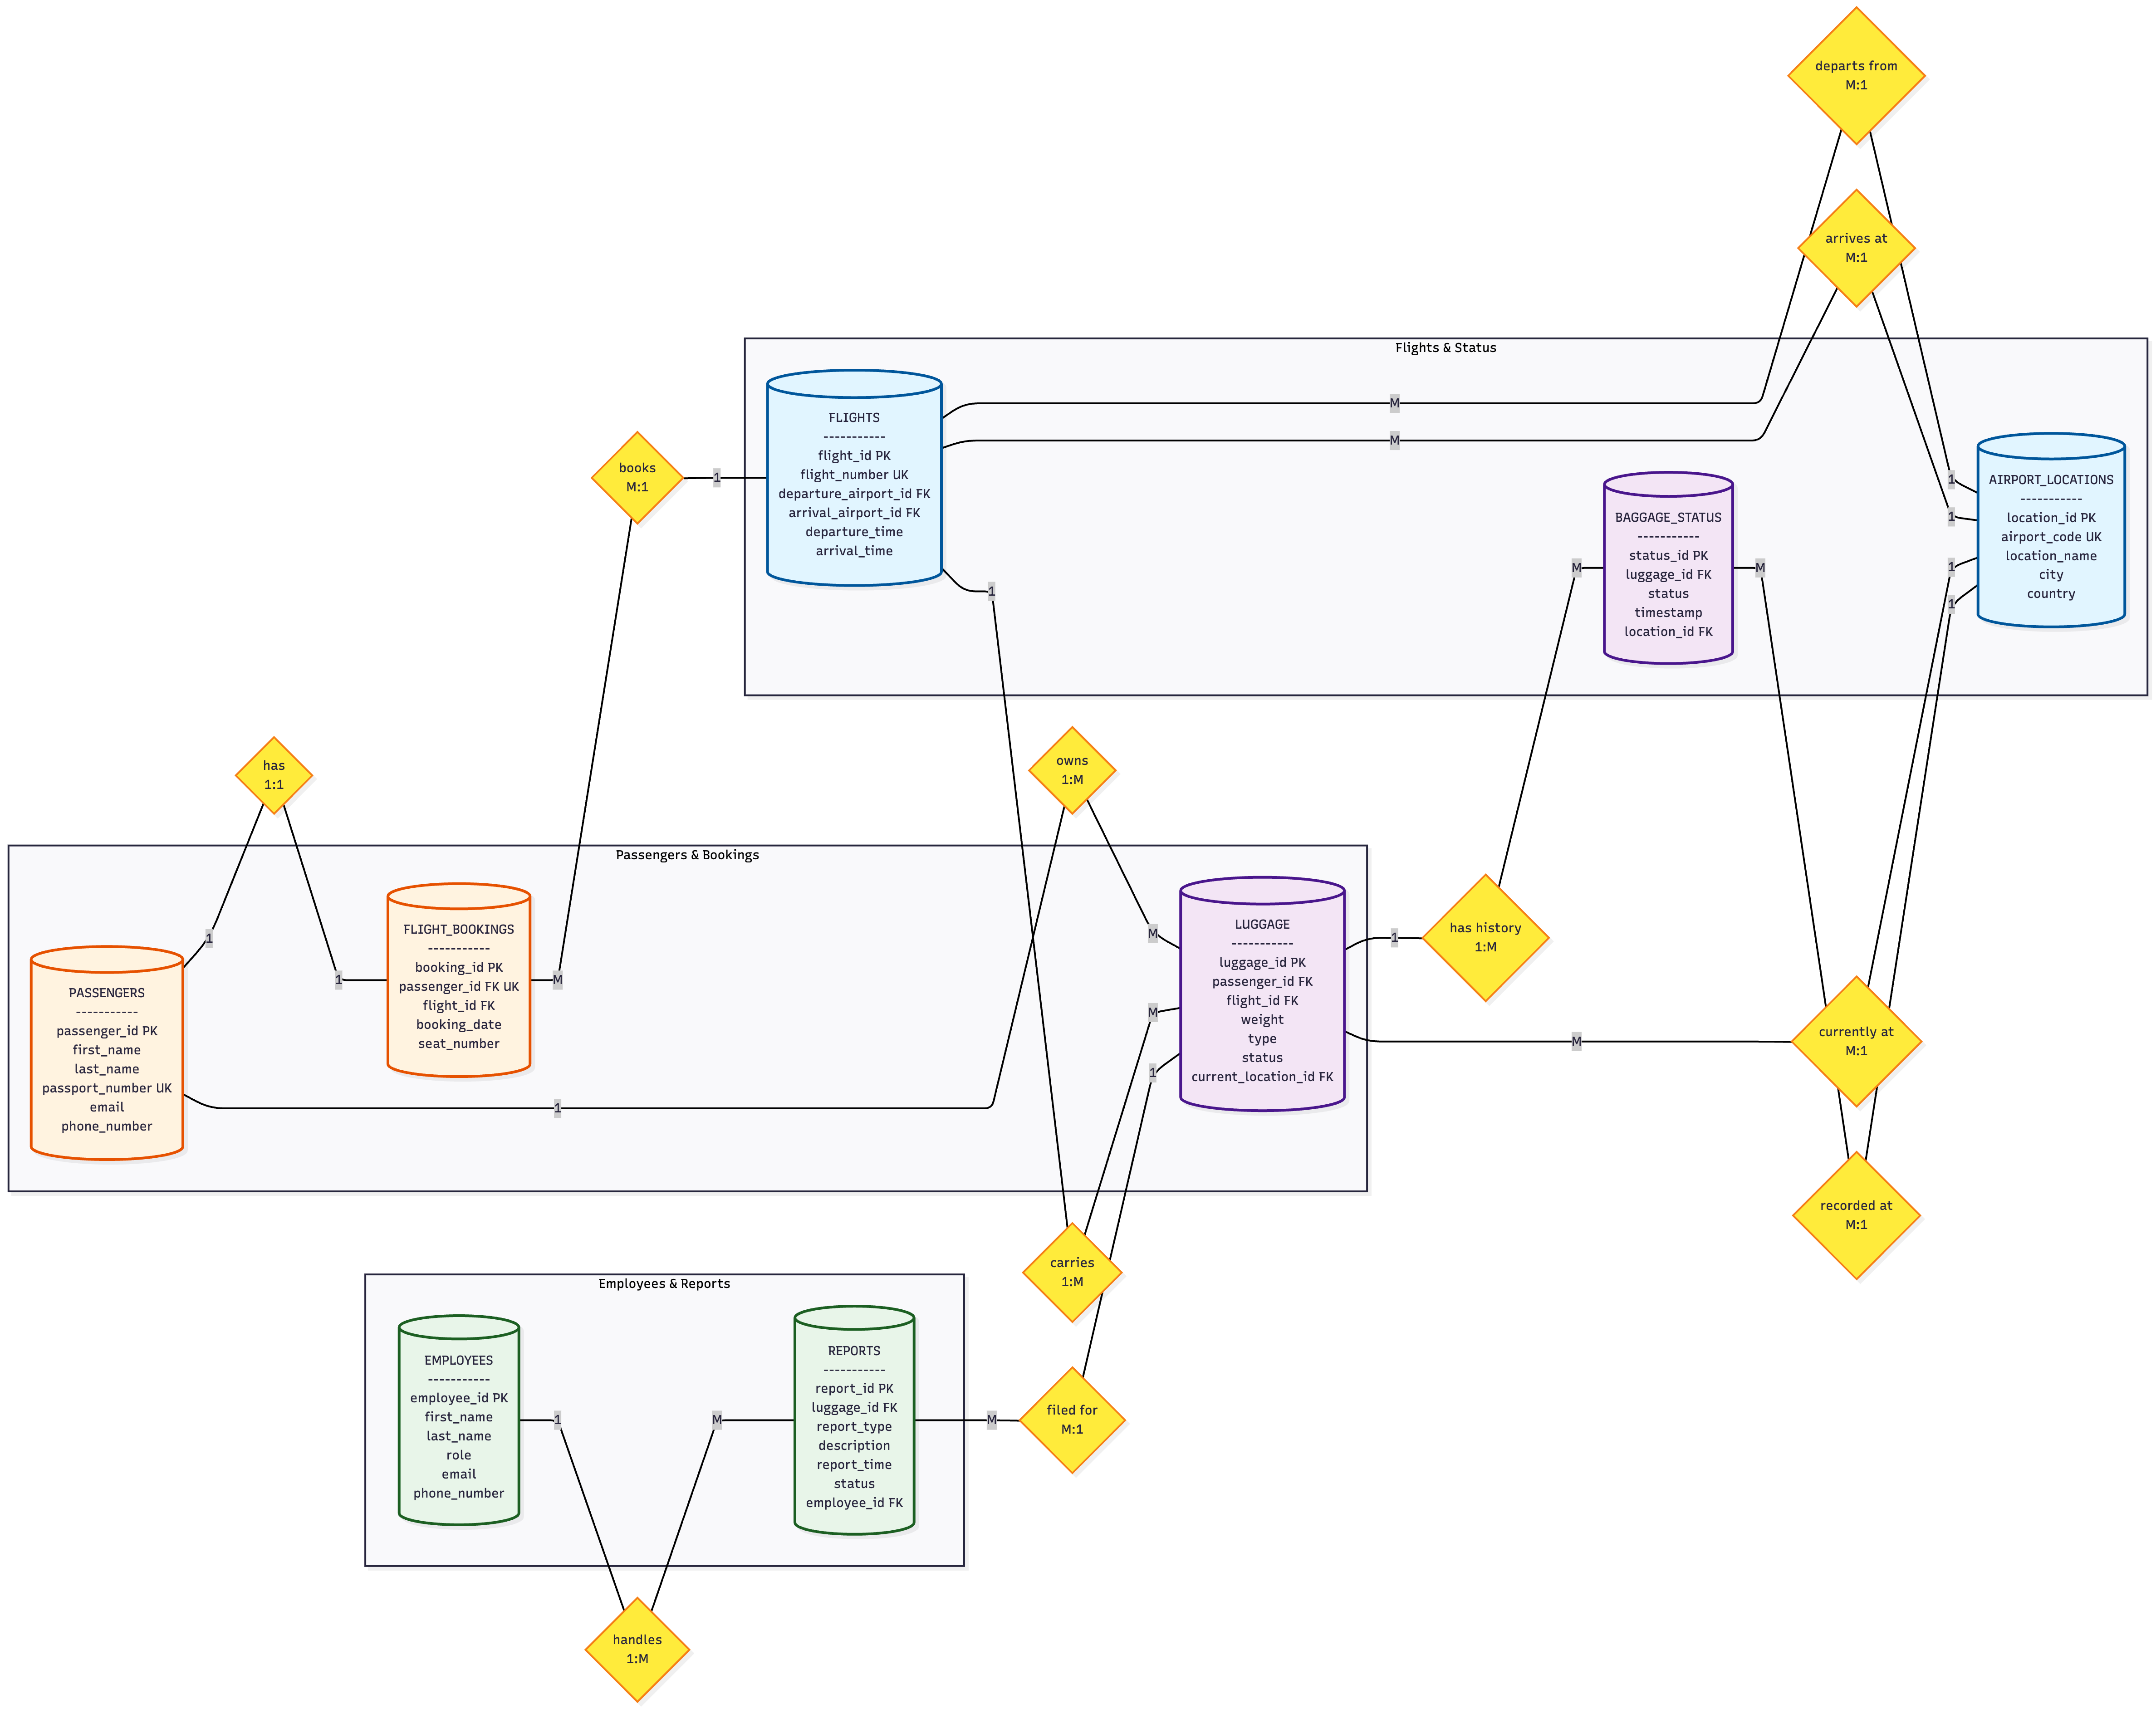 departs from
M:1
arrives at
M:1
Flights & Status
FLIGHTS
-----------
flight_id PK
flight_number UK
departure_airport_id FK
arrival_airport_id FK
departure_time
arrival_time
M
M
1
books
M:1
1
BAGGAGE_STATUS
-----------
status_id PK
luggage_id FK
status
timestamp
location_id FK
M
M
AIRPORT_LOCATIONS
-----------
location_id PK
airport_code UK
location_name
city
country
1
1
1
1
has
1:1
owns
1:M
Passengers & Bookings
PASSENGERS
-----------
passenger_id PK
first_name
last_name
passport_number UK
email
phone_number
1
1
FLIGHT_BOOKINGS
-----------
booking_id PK
passenger_id FK UK
flight_id FK
booking_date
seat_number
M
1
M
M
1
LUGGAGE
-----------
luggage_id PK
passenger_id FK
flight_id FK
weight
type
status
current_location_id FK
1
has history
1:M
M
currently at
M:1
recorded at
M:1
carries
1:M
Employees & Reports
EMPLOYEES
-----------
employee_id PK
first_name
last_name
role
email
phone_number
1
M
REPORTS
-----------
report_id PK
luggage_id FK
report_type
description
report_time
status
employee_id FK
M
filed for
M:1
handles
1:M